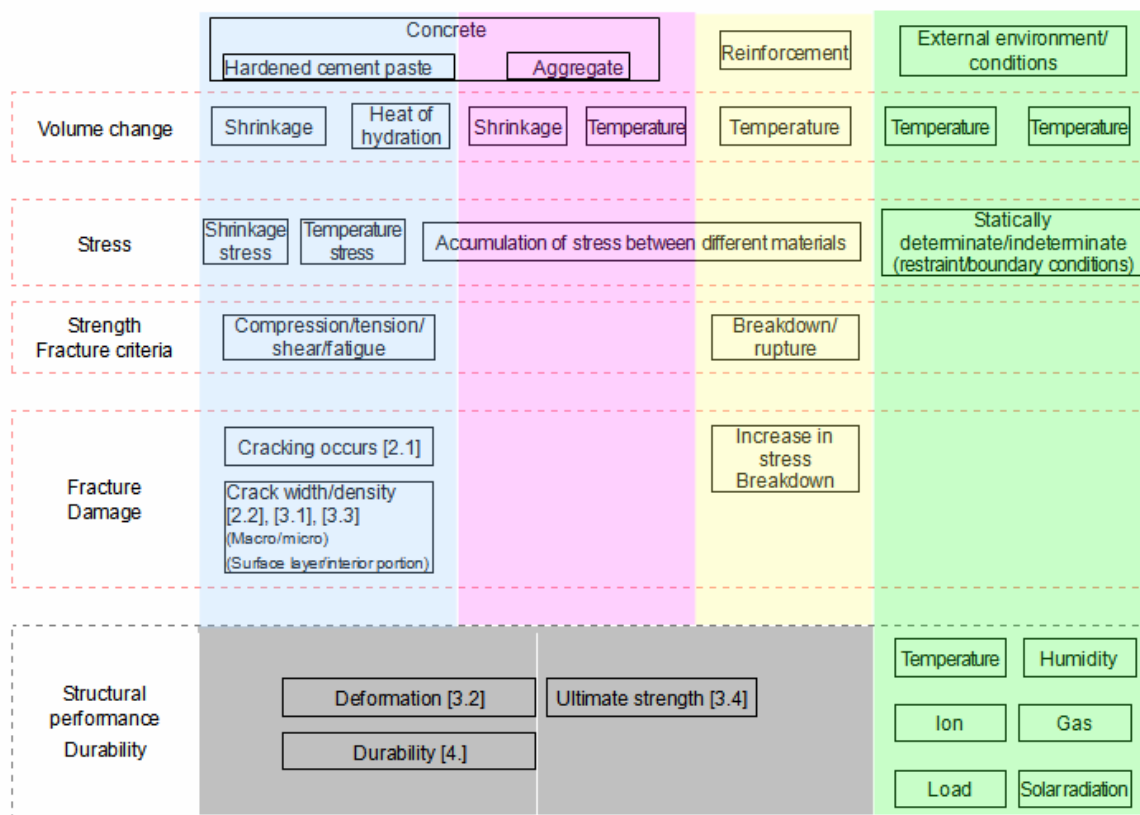 Concrete
Hardened cement paste
Aggregate
Reinforcement
External environment/
conditions
Volume change
Shrinkage
Heat of
hydration
Shrinkage
Temperature
Temperature
Temperature
Temperature
Stress
Shrinkage
stress
Temperature
stress
Accumulation of stress between different materials
Statically
determinate/indeterminate
(restraint/boundary conditions)
Strength
Fracture criteria
Compression/tension/
shear/fatigue
Breakdown/
rupture
Fracture
Damage
Cracking occurs [2.1]
Crack width/density
[2.2], [3.1], [3.3]
(Macro/micro)
(Surface layer/interior portion)
Increase in
stress
Breakdown
Structural
performance
Durability
Deformation [3.2]
Ultimate strength [3.4]
Durability [4.]
Temperature
Humidity
Ion
Gas
Load
Solar radiation